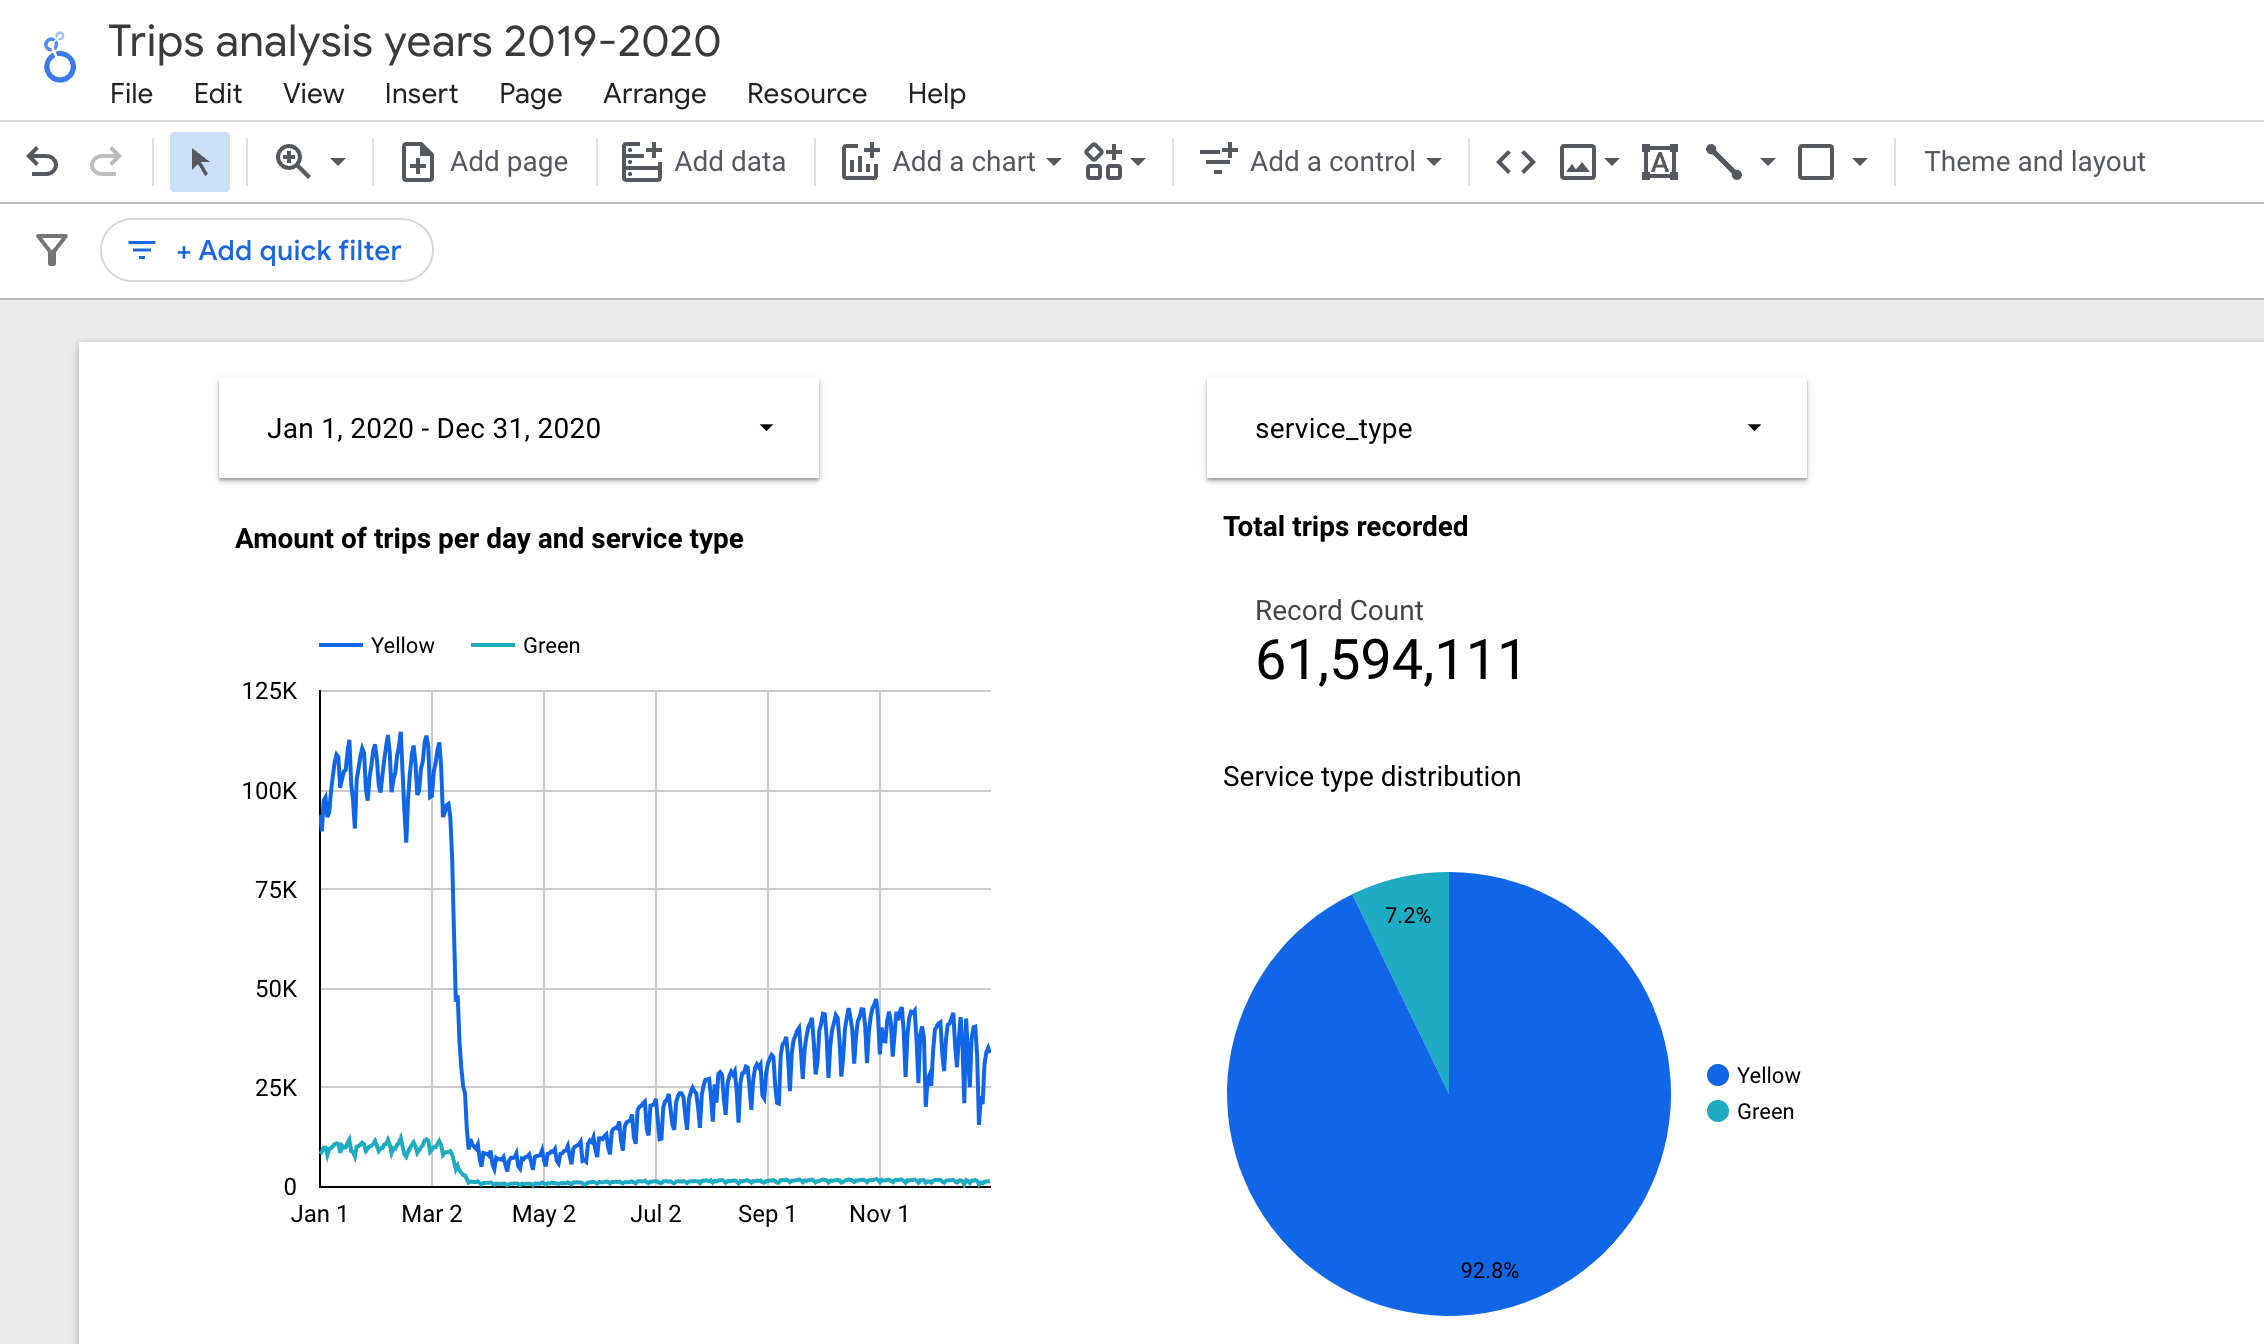 Trips analysis years 2019-2020
File Edit View Insert Page Arrange Resource Help
Add page Add data Add a chart Add a control Theme and layout
+ Add quick filter
Jan 1, 2020 - Dec 31, 2020
service_type
Amount of trips per day and service type
Yellow Green
125K
100K
75K
50K
25K
0
Jan 1 Mar 2 May 2 Jul 2 Sep 1 Nov 1
Total trips recorded
Record Count
61,594,111
Service type distribution
7.2%
92.8%
Yellow
Green